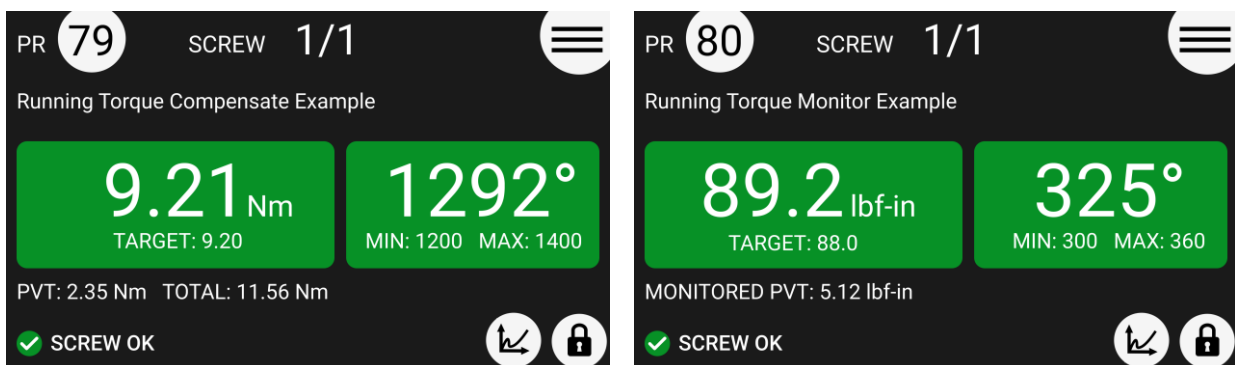 PR 79 SCREW 1/1
Running Torque Compensate Example
9.21 Nm
TARGET: 9.20
1292°
MIN: 1200 MAX: 1400
PVT: 2.35 Nm TOTAL: 11.56 Nm
SCREW OK
PR 80 SCREW 1/1
Running Torque Monitor Example
89.2 lbf-in
TARGET: 88.0
325°
MIN: 300 MAX: 360
MONITORED PVT: 5.12 lbf-in
SCREW OK